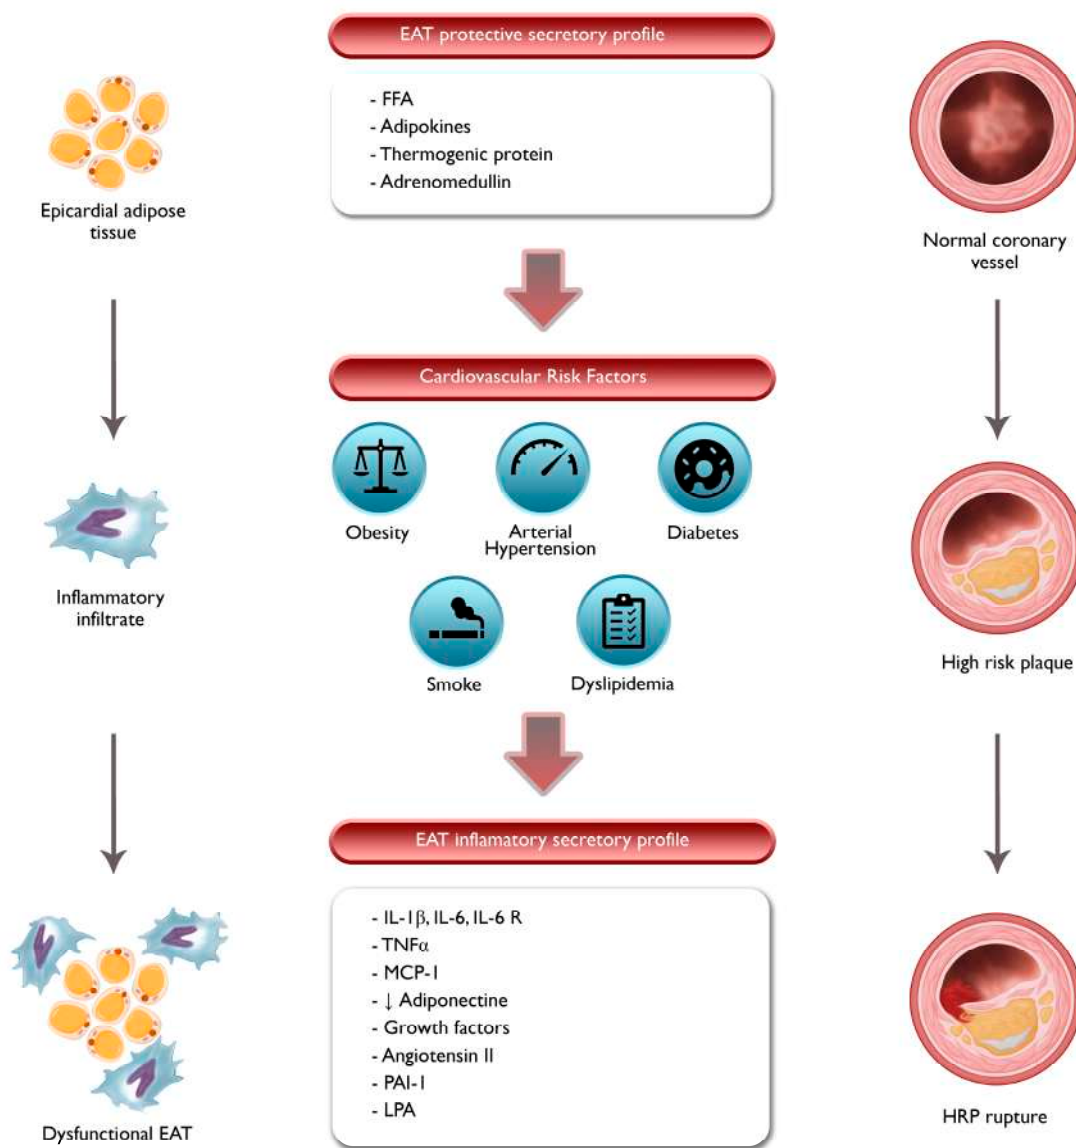 EAT protective secretory profile
- FFA
- Adipokines
- Thermogenic protein
- Adrenomedullin
Epicardial adipose
tissue
Normal coronary
vessel
Cardiovascular Risk Factors
Obesity
Arterial
Hypertension
Diabetes
Inflammatory
infiltrate
Smoke
Dyslipidemia
High risk plaque
EAT inflamatory secretory profile
- IL-1β, IL-6, IL-6 R
- TNFα
- MCP-1
- ↓ Adiponectine
- Growth factors
- Angiotensin II
- PAI-1
- LPA
Dysfunctional EAT
HRP rupture